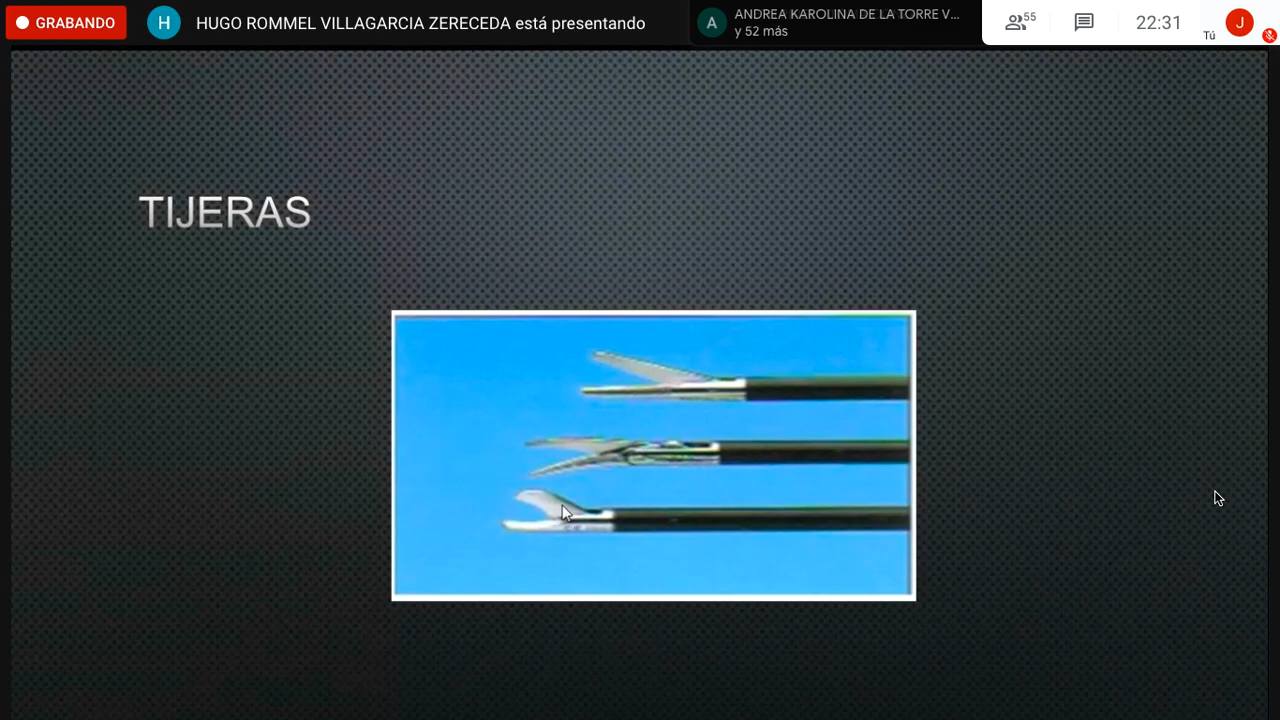 GRABANDO
H
HUGO ROMMEL VILLAGARCIA ZERECEDA está presentando
A
ANDREA KAROLINA DE LA TORRE V...
y 52 más
55
22:31
Tú
J
TIJERAS